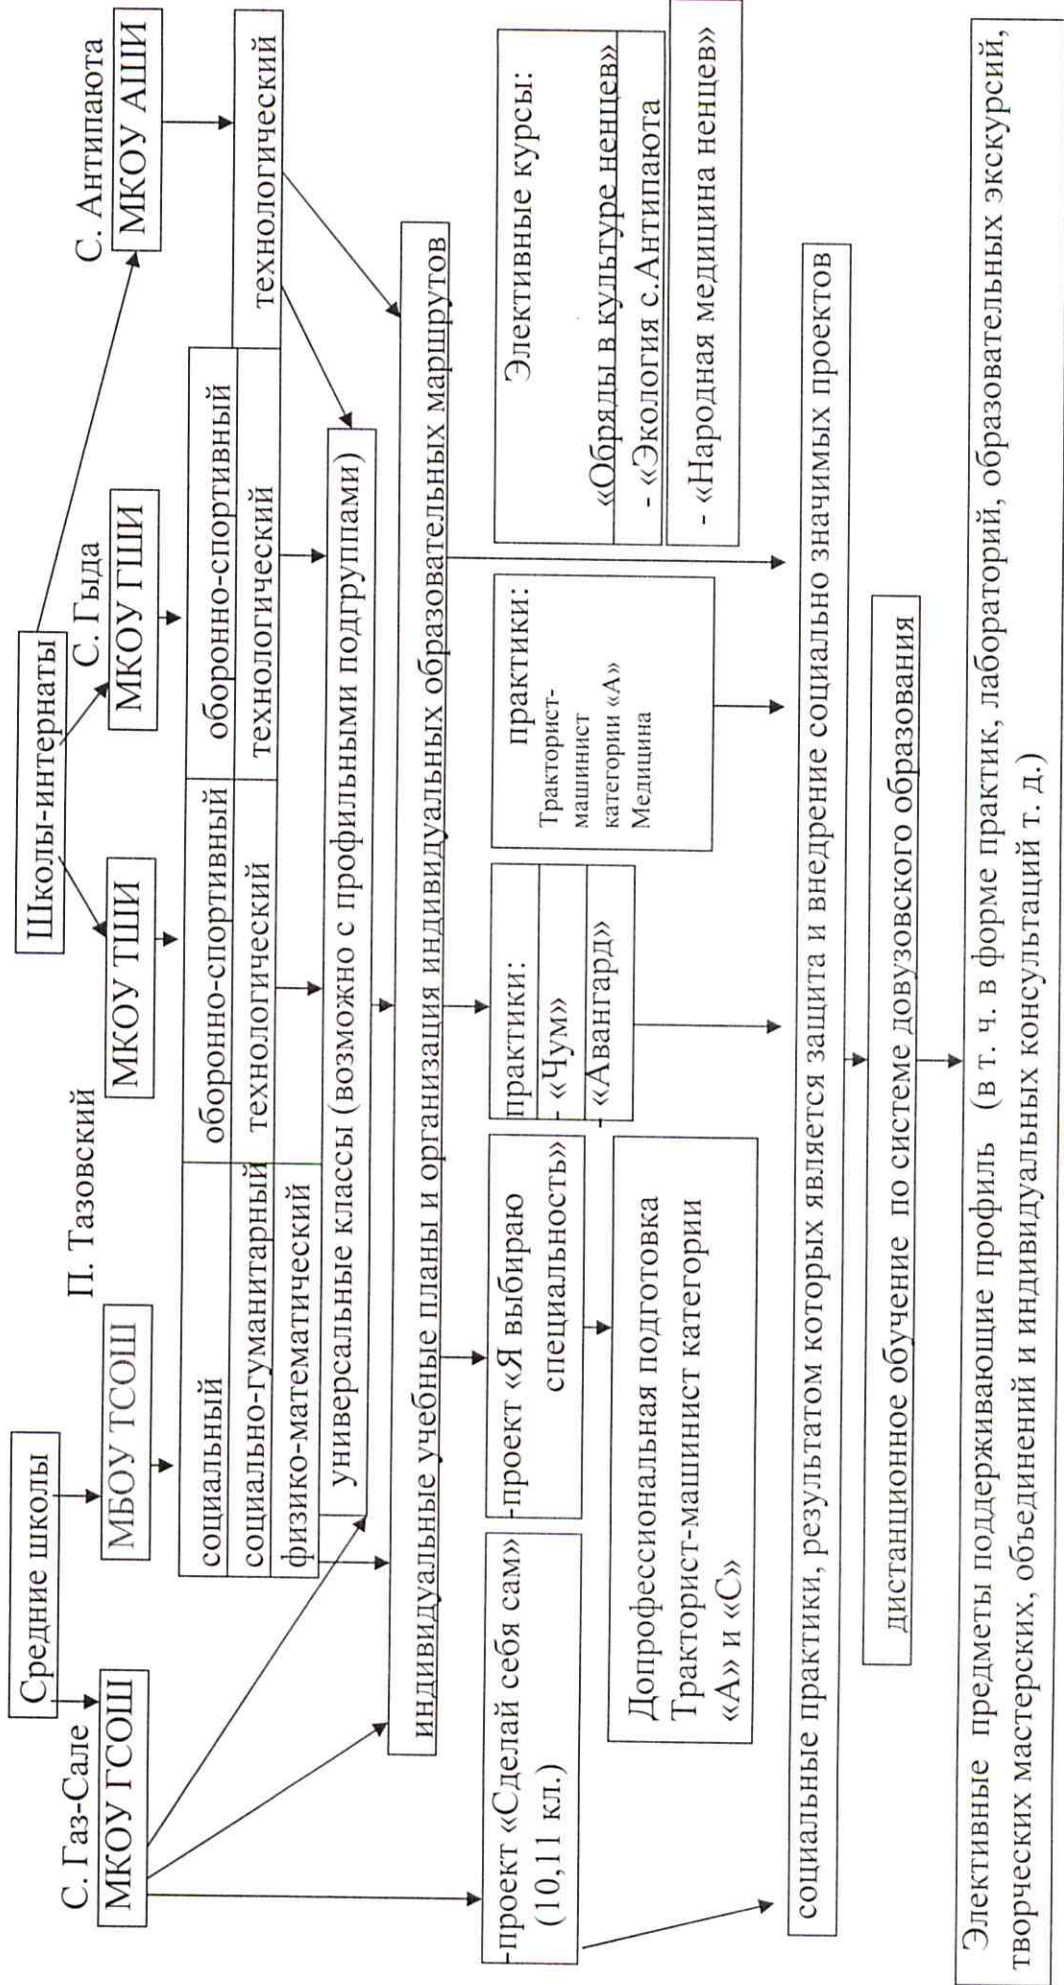 Средние школы
Школы-интернаты
С. Газ-Сале
П. Тазовский
С. Гыда
С. Антипаюта
МКОУ ГСОШ
МБОУ ТСОШ
МКОУ ТШИ
МКОУ ГШИ
МКОУ АШИ
социальный
социально-гуманитарный
физико-математический
оборонно-спортивный
технологический
оборонно-спортивный
технологический
технологический
универсальные классы (возможно с профильными подгруппами)
индивидуальные учебные планы и организация индивидуальных образовательных маршрутов
-проект «Сделай себя сам»
(10,11 кл.)
-проект «Я выбираю
специальность»
Допрофессиональная подготовка
Тракторист-машинист категории
«А» и «С»
практики:
- «Чум»
- «Авангард»
практики:
Тракторист-
машинист
категории «А»
Медицина
Элективные курсы:
«Обряды в культуре ненцев»
- «Экология с.Антипаюта
- «Народная медицина ненцев»
социальные практики, результатом которых является защита и внедрение социально значимых проектов
дистанционное обучение по системе довузовского образования
Элективные предметы поддерживающие профиль (в т. ч. в форме практик, лабораторий, образовательных экскурсий,
творческих мастерских, объединений и индивидуальных консультаций т. д.)